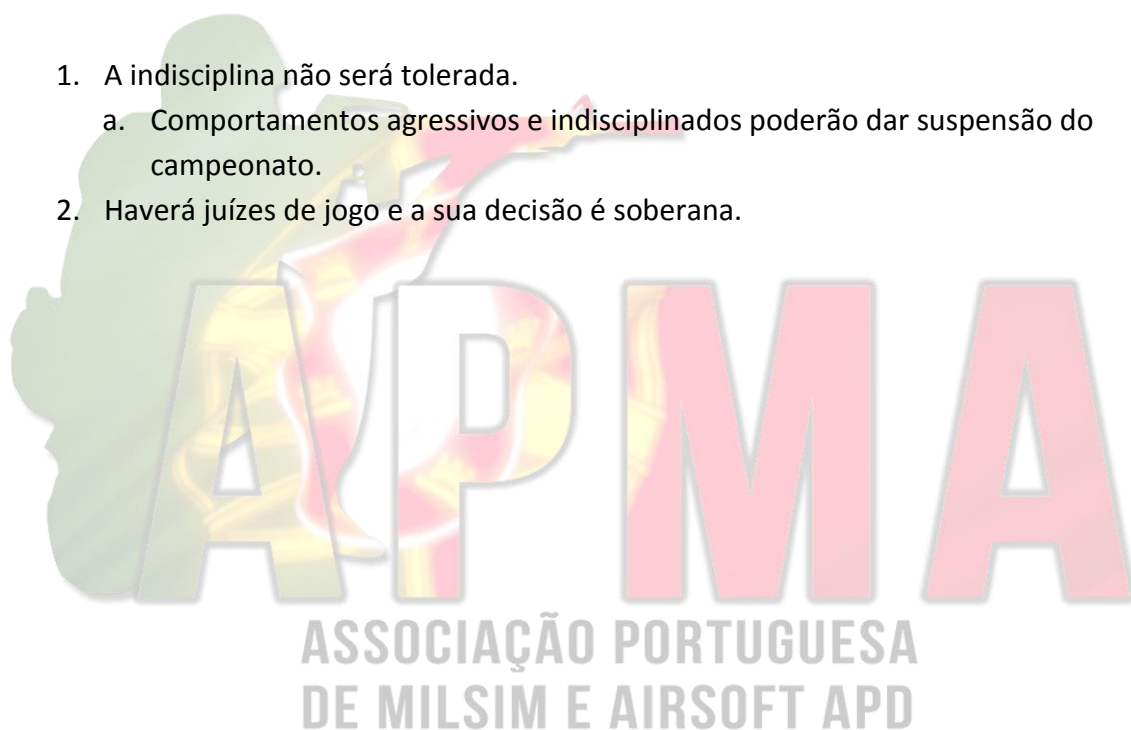 1. A indisciplina não será tolerada.
a. Comportamentos agressivos e indisciplinados poderão dar suspensão do
campeonato.
2. Haverá juízes de jogo e a sua decisão é soberana.
APMA
ASSOCIAÇÃO PORTUGUESA
DE MILSIM E AIRSOFT APD